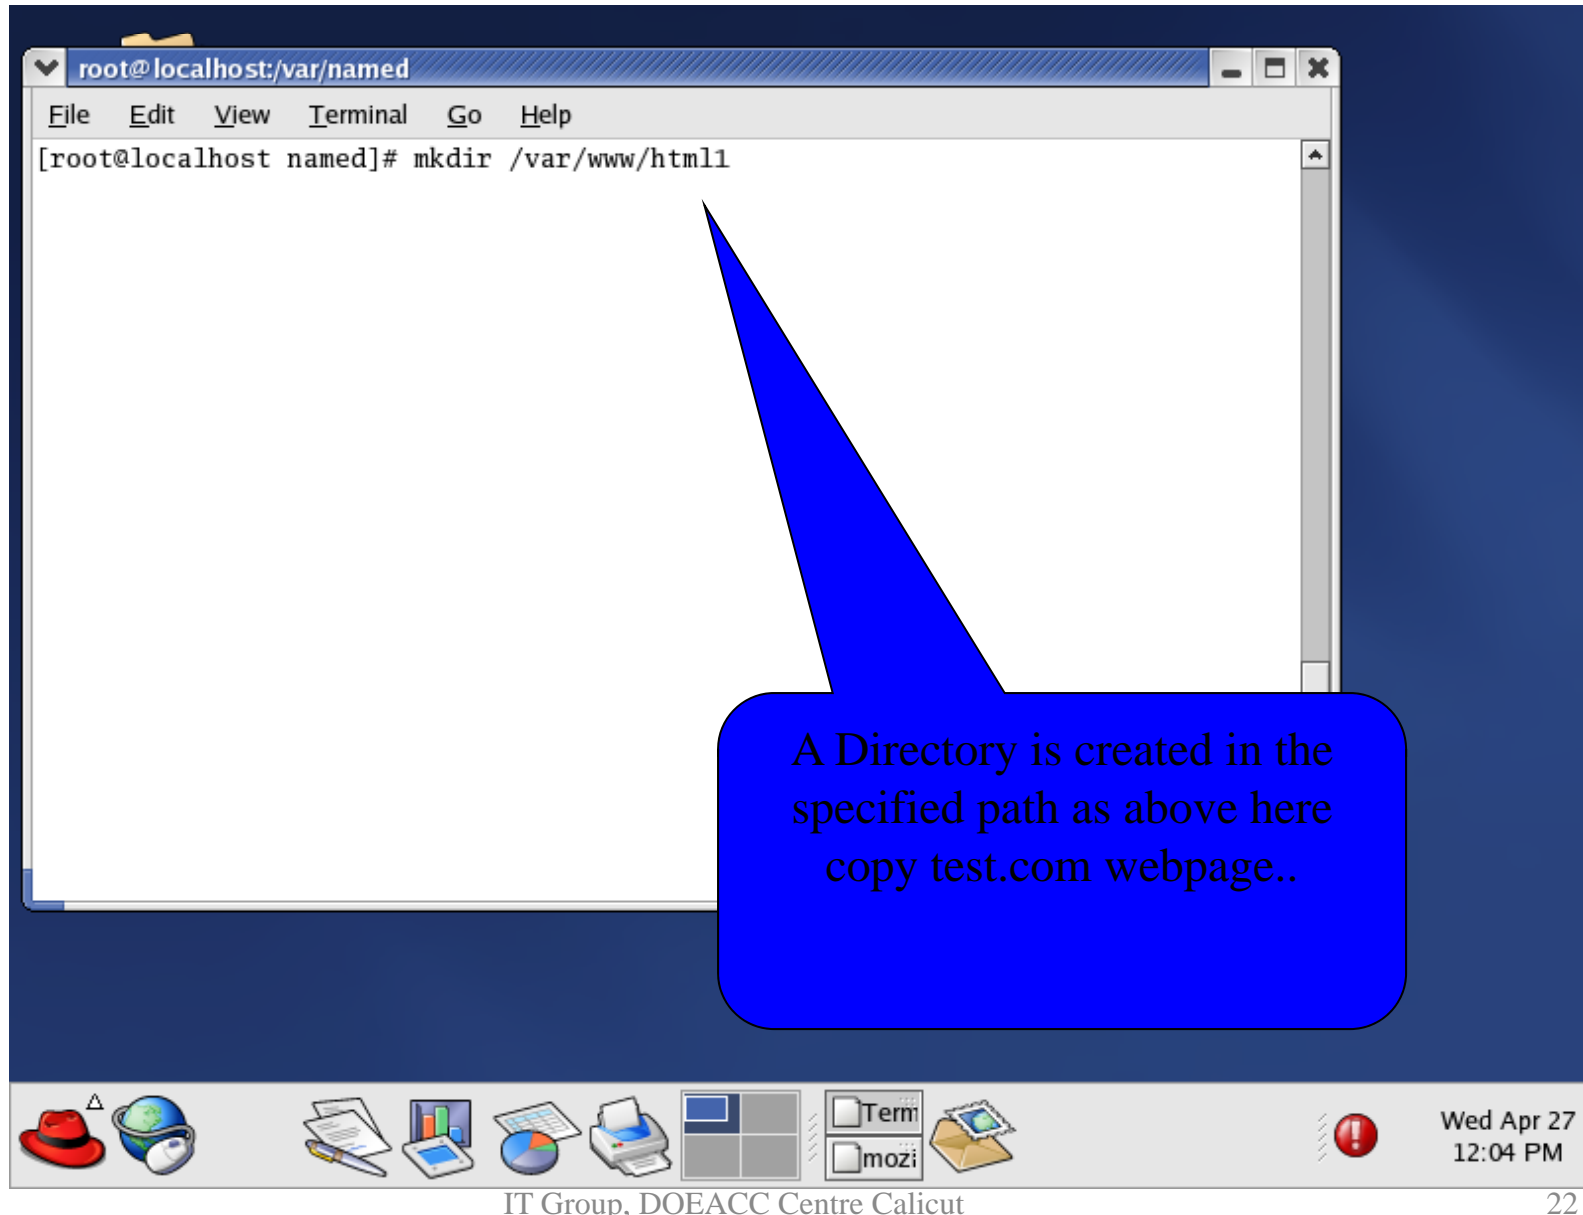 root@localhost:/var/named
File Edit View Terminal Go Help
[root@localhost named]# mkdir /var/www/html1
A Directory is created in the
specified path as above here
copy test.com webpage..
Term
mozi
Wed Apr 27
12:04 PM
IT Group, DOEACC Centre Calicut
22